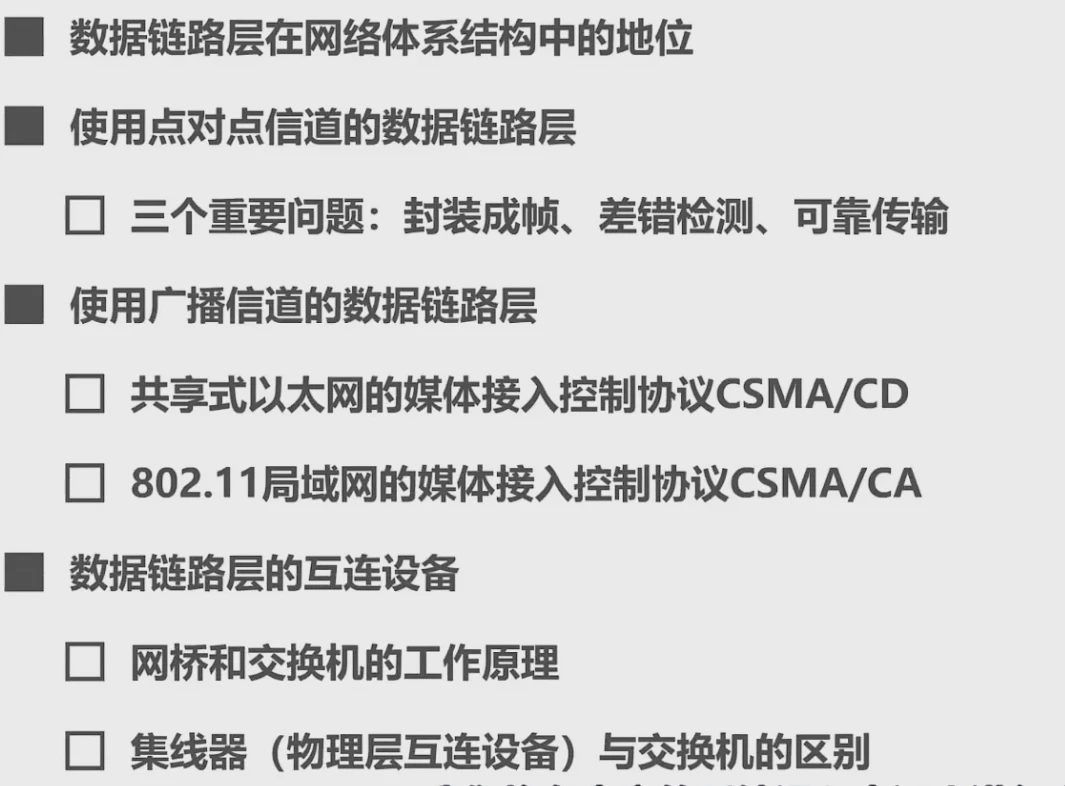 数据链路层在网络体系结构中的地位
使用点对点信道的数据链路层
三个重要问题：封装成帧、差错检测、可靠传输
使用广播信道的数据链路层
共享式以太网的媒体接入控制协议CSMA/CD
802.11局域网的媒体接入控制协议CSMA/CA
数据链路层的互连设备
网桥和交换机的工作原理
集线器（物理层互连设备）与交换机的区别